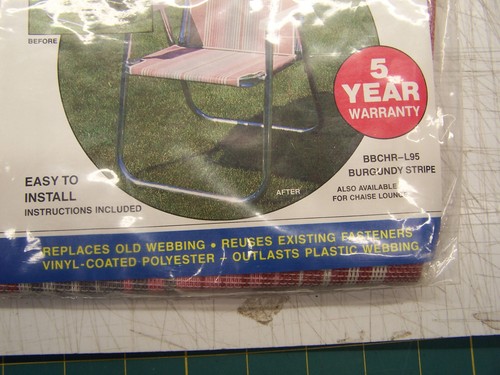 BEFORE
5
YEAR
WARRANTY
BBCHR-L95
BURGUNDY STRIPE
ALSO AVAILABLE
FOR CHAISE LOUNGE
EASY TO
INSTALL
INSTRUCTIONS INCLUDED
AFTER
REPLACES OLD WEBBING • REUSES EXISTING FASTENERS
VINYL-COATED POLYESTER – OUTLASTS PLASTIC WEBBING